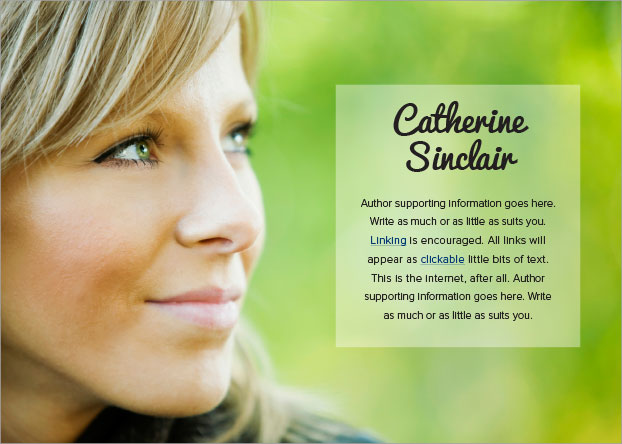 Catherine
Sinclair
Author supporting information goes here.
Write as much or as little as suits you.
Linking is encouraged. All links will
appear as clickable little bits of text.
This is the internet, after all. Author
supporting information goes here. Write
as much or as little as suits you.